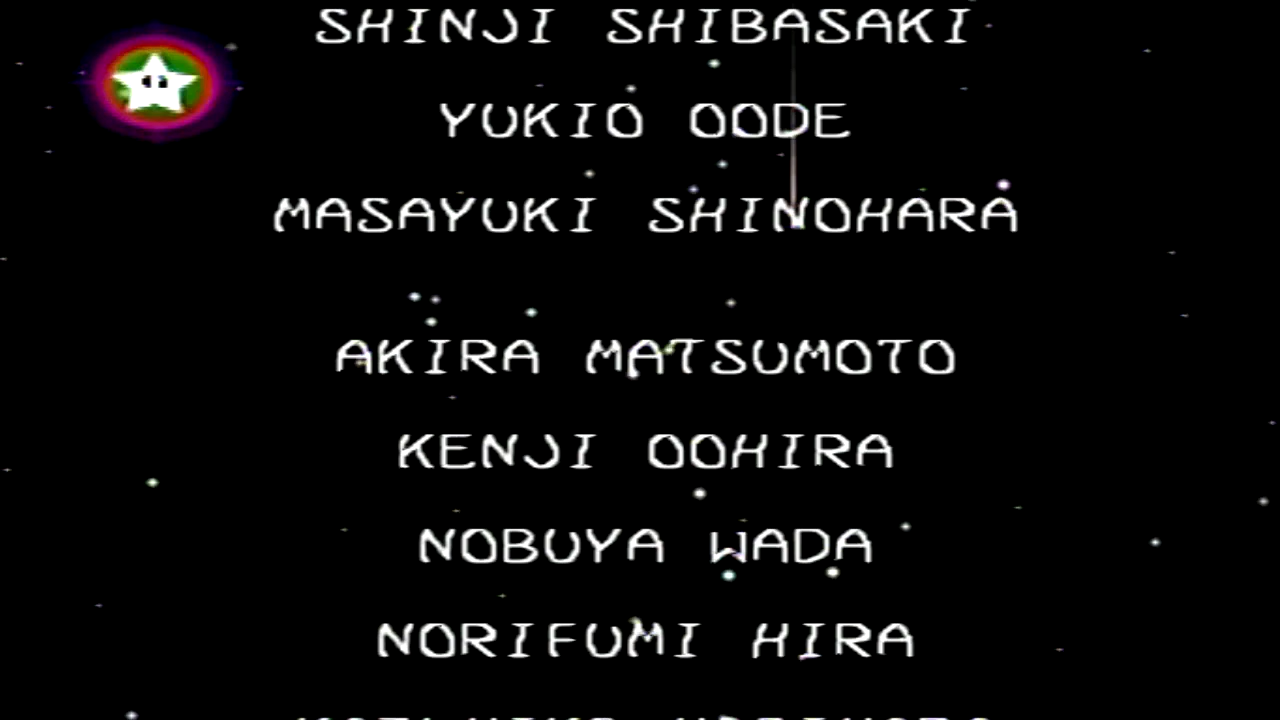 SHINJI SHIBASAKI
YUKIO OODE
MASAYUKI SHINOHARA
AKIRA MATSUMOTO
KENJI OOHIRA
NOBUYA WADA
NORIFUMI HIRA